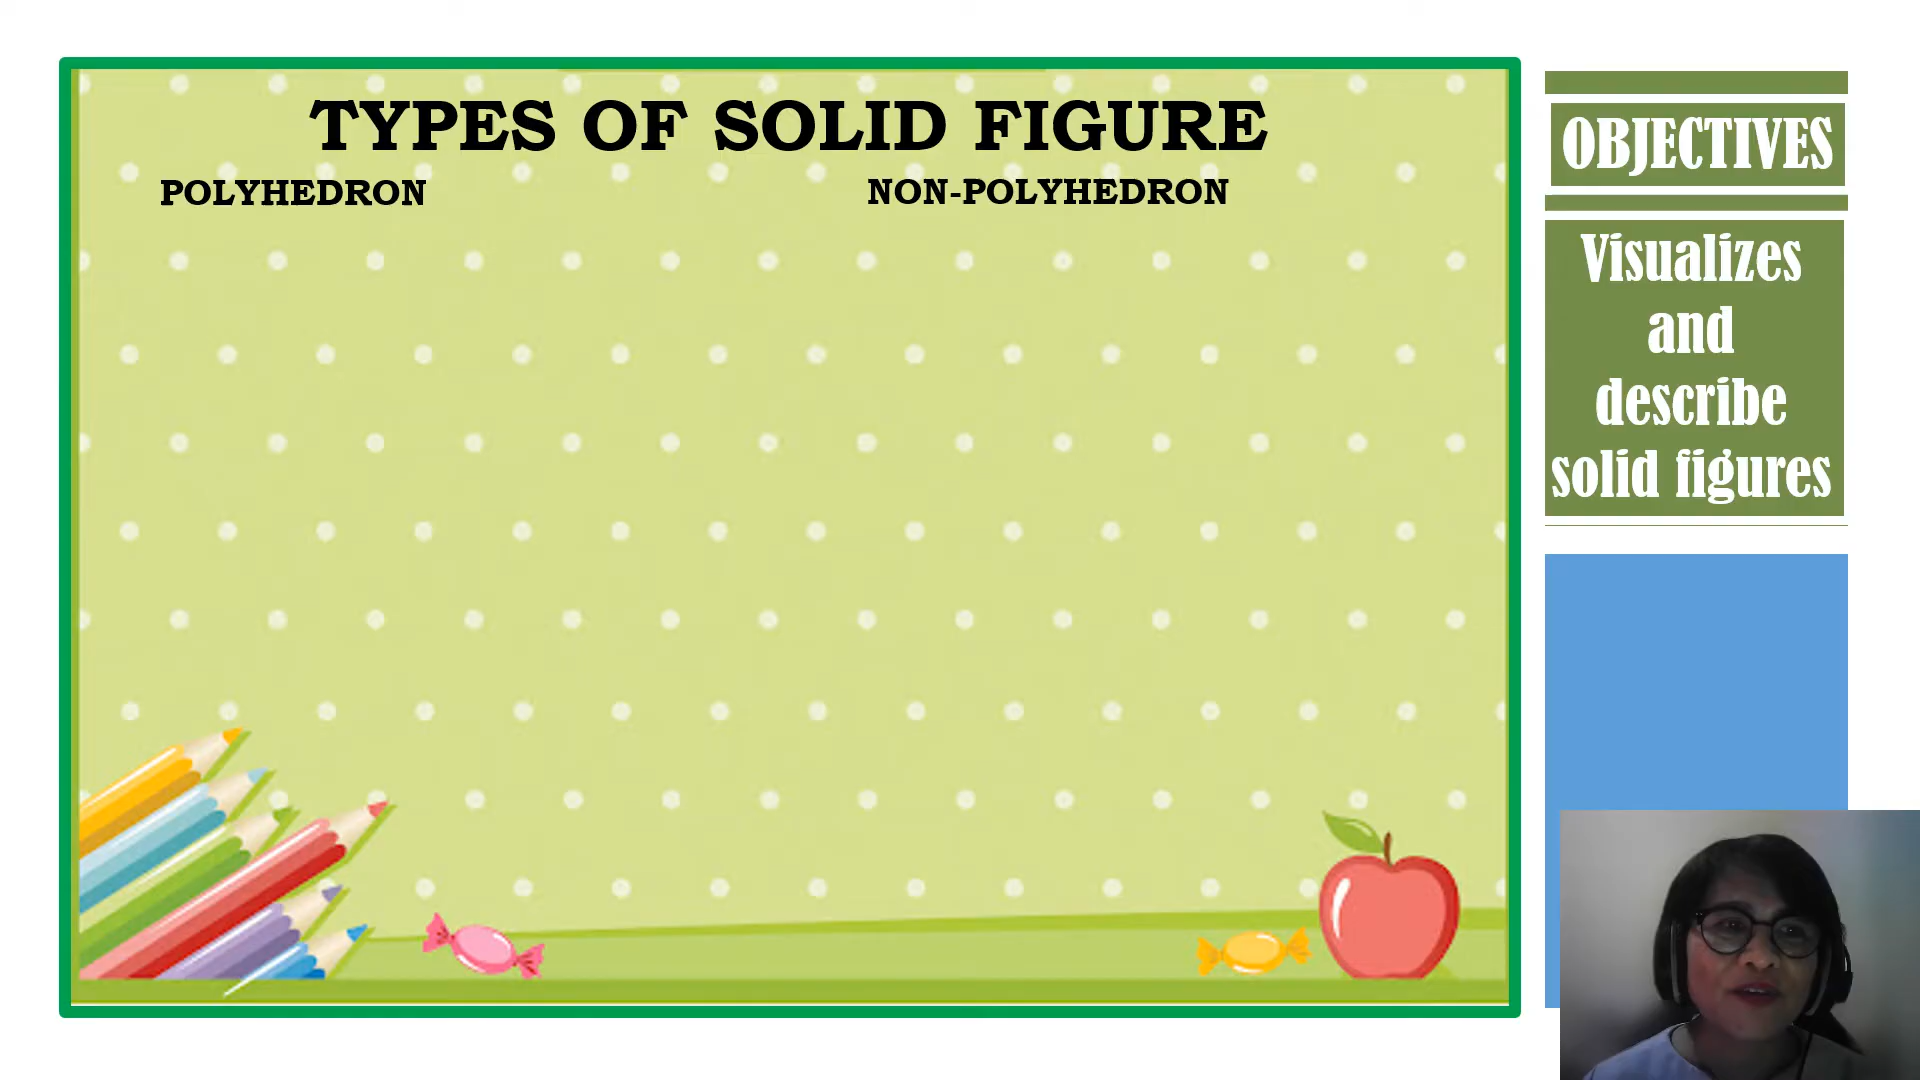 TYPES OF SOLID FIGURE
POLYHEDRON
NON-POLYHEDRON
OBJECTIVES
Visualizes
and
describe
solid figures